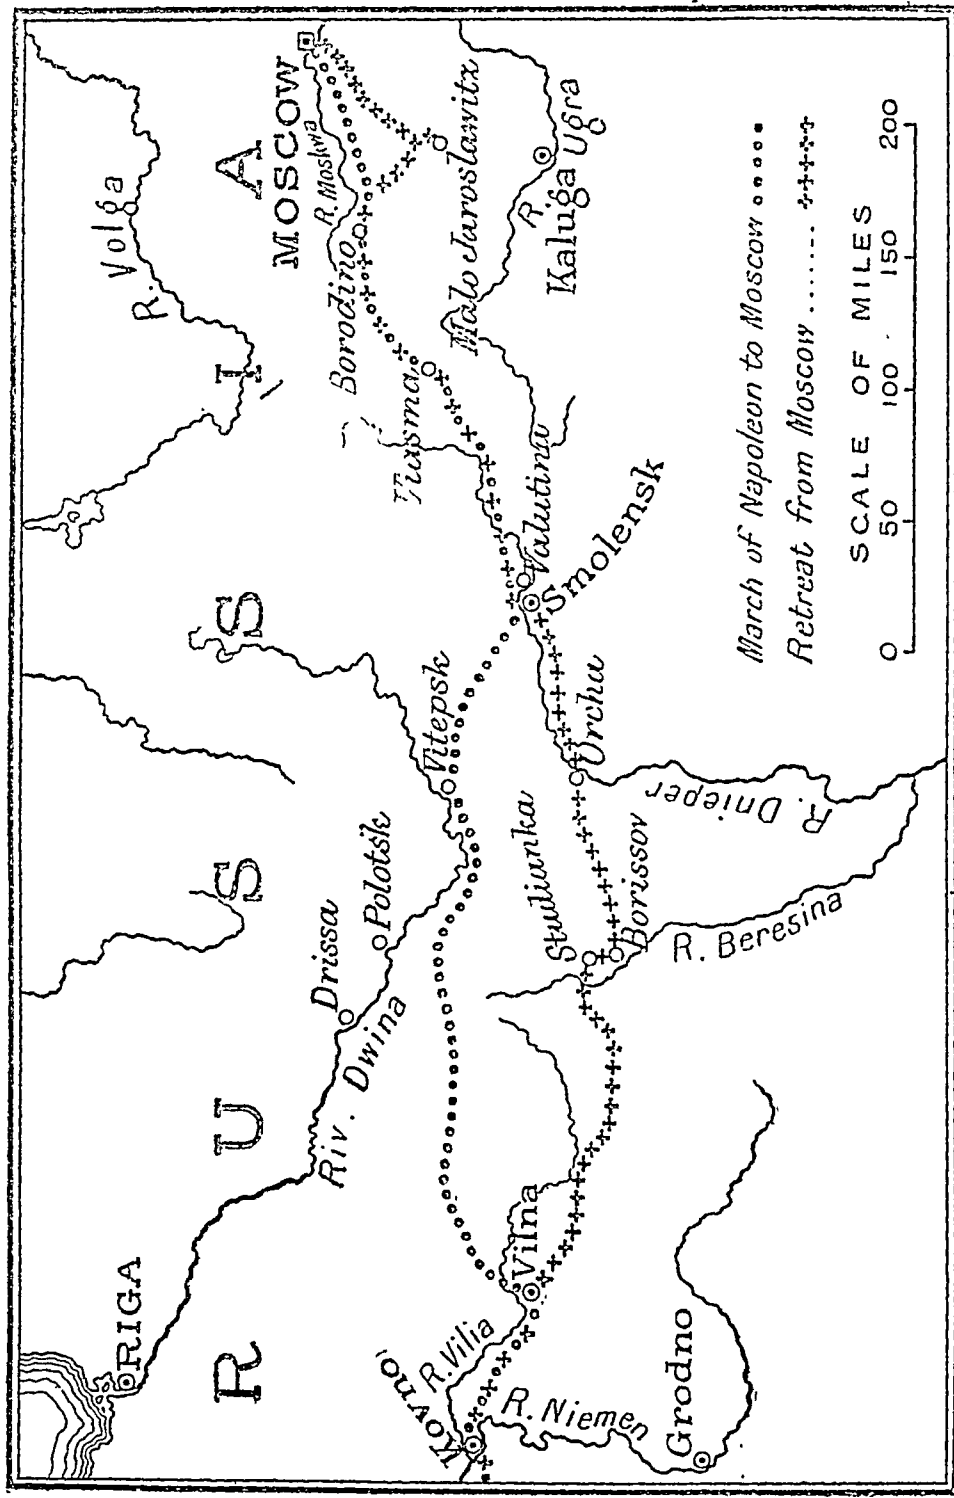 RIGA
R U S S I A
R. Volga
MOSCOW
R. Moskwa
Drissa
Polotsk
Riv. Dwina
Vitepsk
Borodino
Viasma
Malo Jaroslawitz
R. Ugra
Kaluga
Valutina
Smolensk
Kovno
R. Vilia
Vilna
Studianka
Borissov
Orcha
R. Dnieper
R. Beresina
R. Niemen
Grodno
March of Napoleon to Moscow
Retreat from Moscow
SCALE OF MILES
0 50 100 150 200